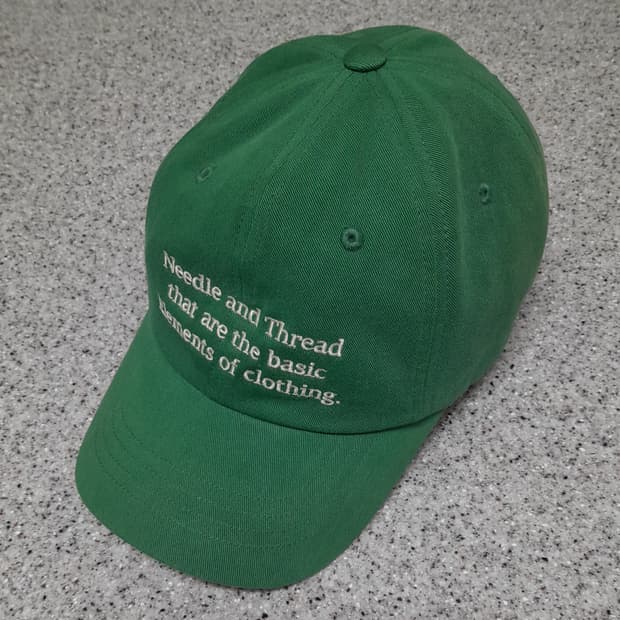 Needle and Thread
that are the basic
Elements of clothing.